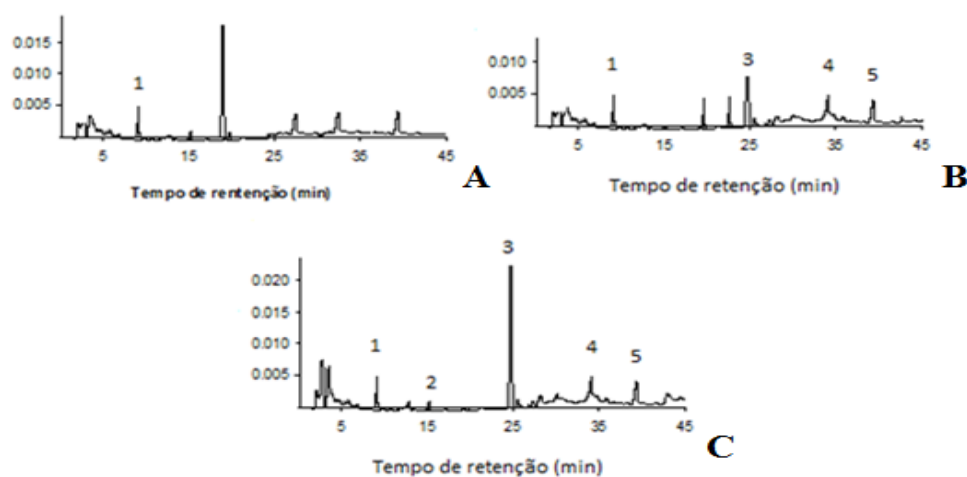 0.015
0.010
0.005
1
5 15 25 35 45
Tempo de rentenção (min)
A
0.010
0.005
1 3 4 5
5 15 25 35 45
Tempo de retenção (min)
B
0.020
0.015
0.010
0.005
1 2 3 4 5
5 15 25 35 45
Tempo de retenção (min)
C